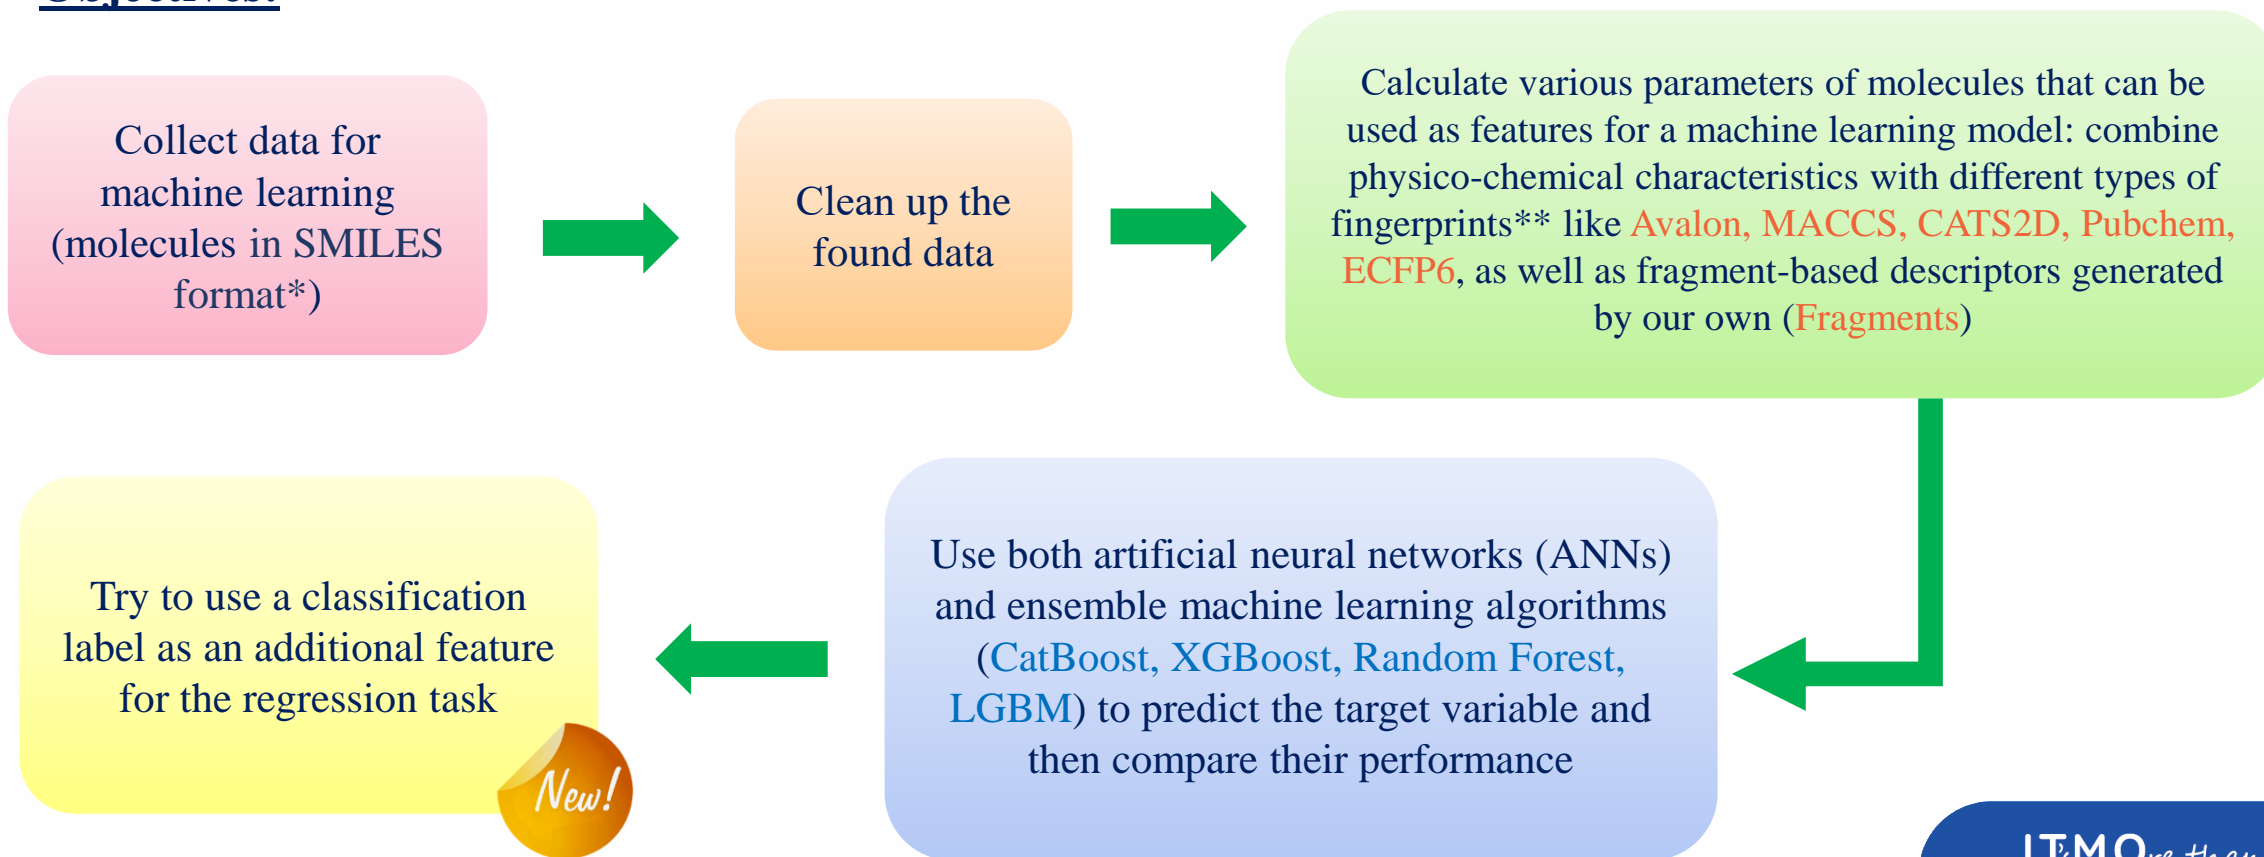 Objectives:
Collect data for
machine learning
(molecules in SMILES
format*)
Clean up the
found data
Calculate various parameters of molecules that can be
used as features for a machine learning model: combine
physico-chemical characteristics with different types of
fingerprints** like Avalon, MACCS, CATS2D, Pubchem,
ECFP6, as well as fragment-based descriptors generated
by our own (Fragments)
Use both artificial neural networks (ANNs)
and ensemble machine learning algorithms
(CatBoost, XGBoost, Random Forest,
LGBM) to predict the target variable and
then compare their performance
Try to use a classification
label as an additional feature
for the regression task
New!
IT's MOre than